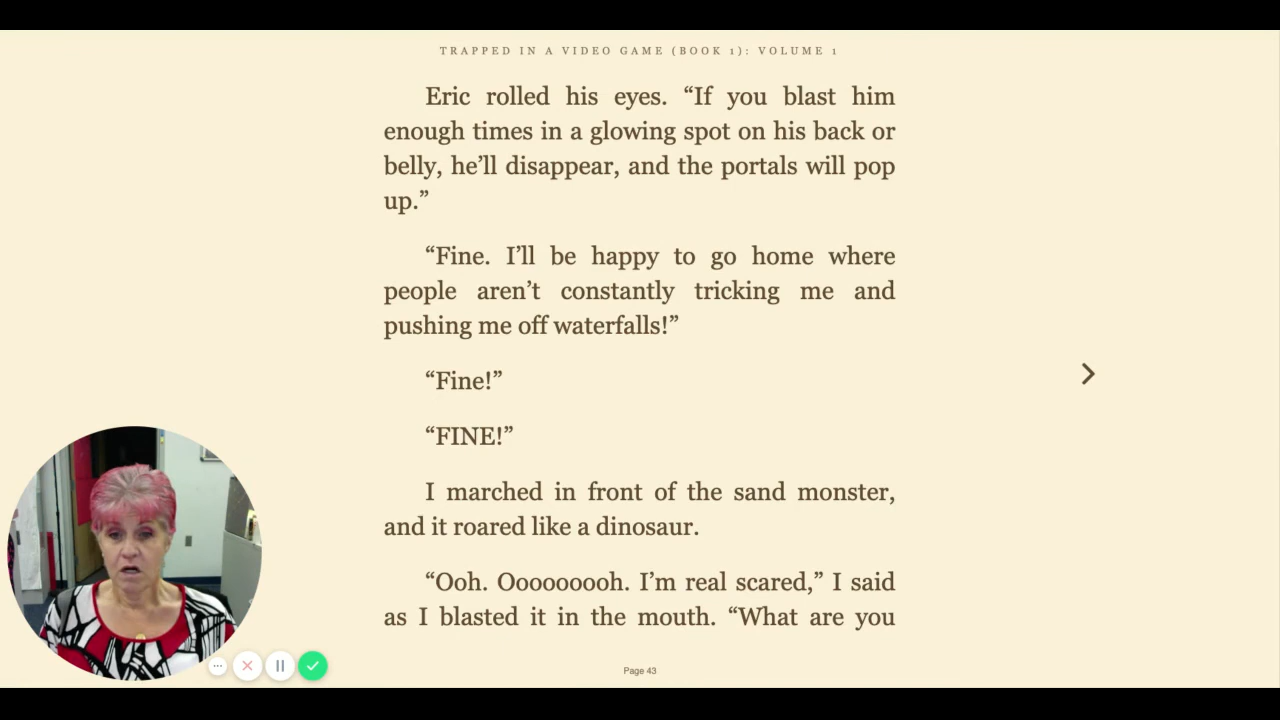 TRAPPED IN A VIDEO GAME (BOOK 1): VOLUME 1
Eric rolled his eyes. “If you blast him
enough times in a glowing spot on his back or
belly, he’ll disappear, and the portals will pop
up.”
“Fine. I’ll be happy to go home where
people aren’t constantly tricking me and
pushing me off waterfalls!”
“Fine!”
“FINE!”
I marched in front of the sand monster,
and it roared like a dinosaur.
“Ooh. Ooooooooh. I’m real scared,” I said
as I blasted it in the mouth. “What are you
Page 43